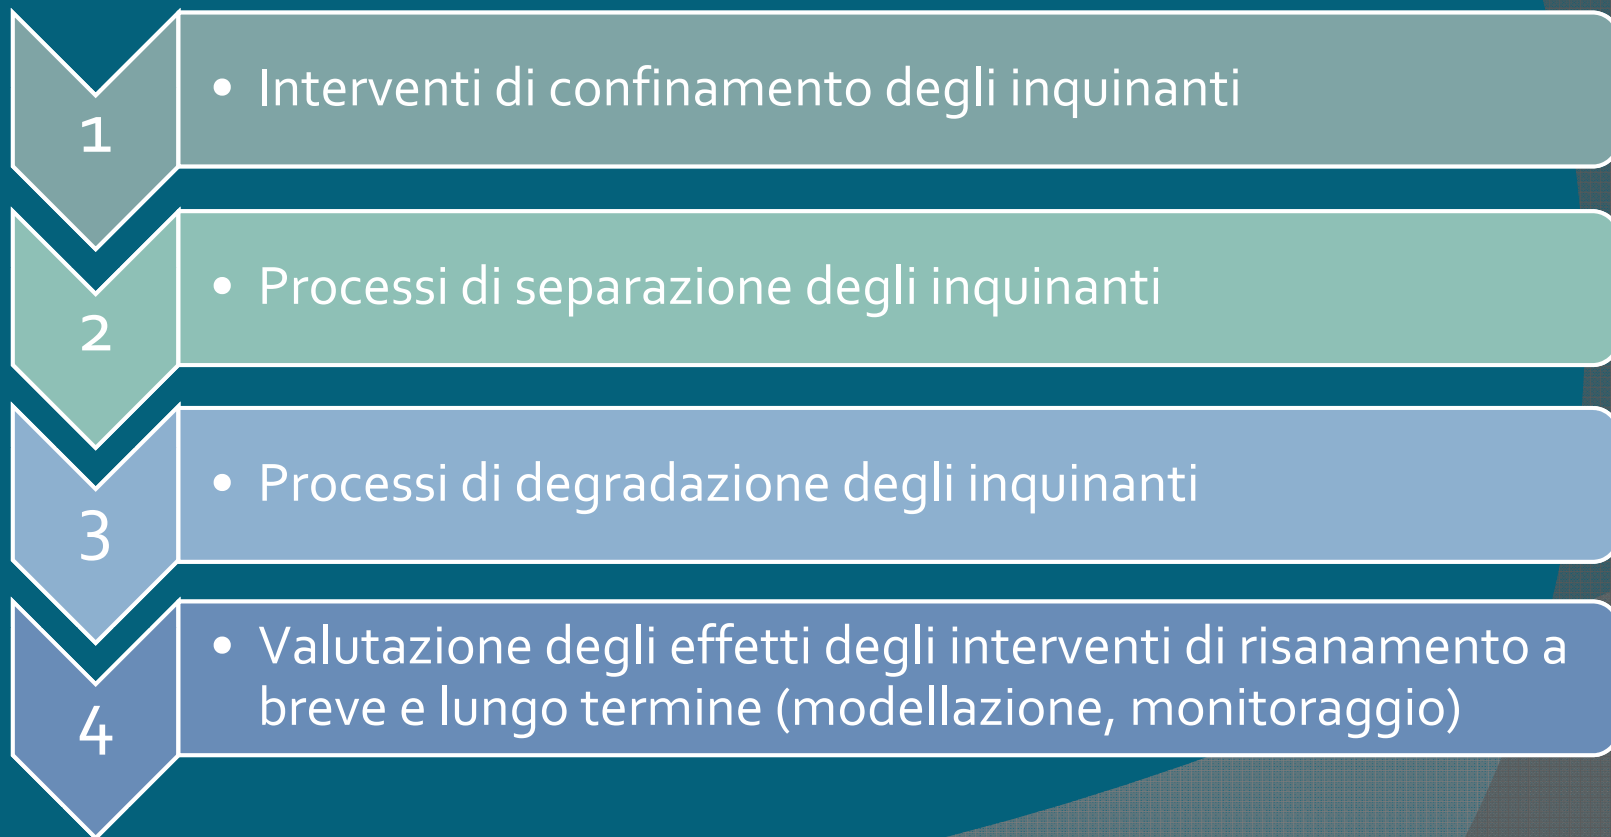 1
• Interventi di confinamento degli inquinanti
2
• Processi di separazione degli inquinanti
3
• Processi di degradazione degli inquinanti
4
• Valutazione degli effetti degli interventi di risanamento a
breve e lungo termine (modellazione, monitoraggio)